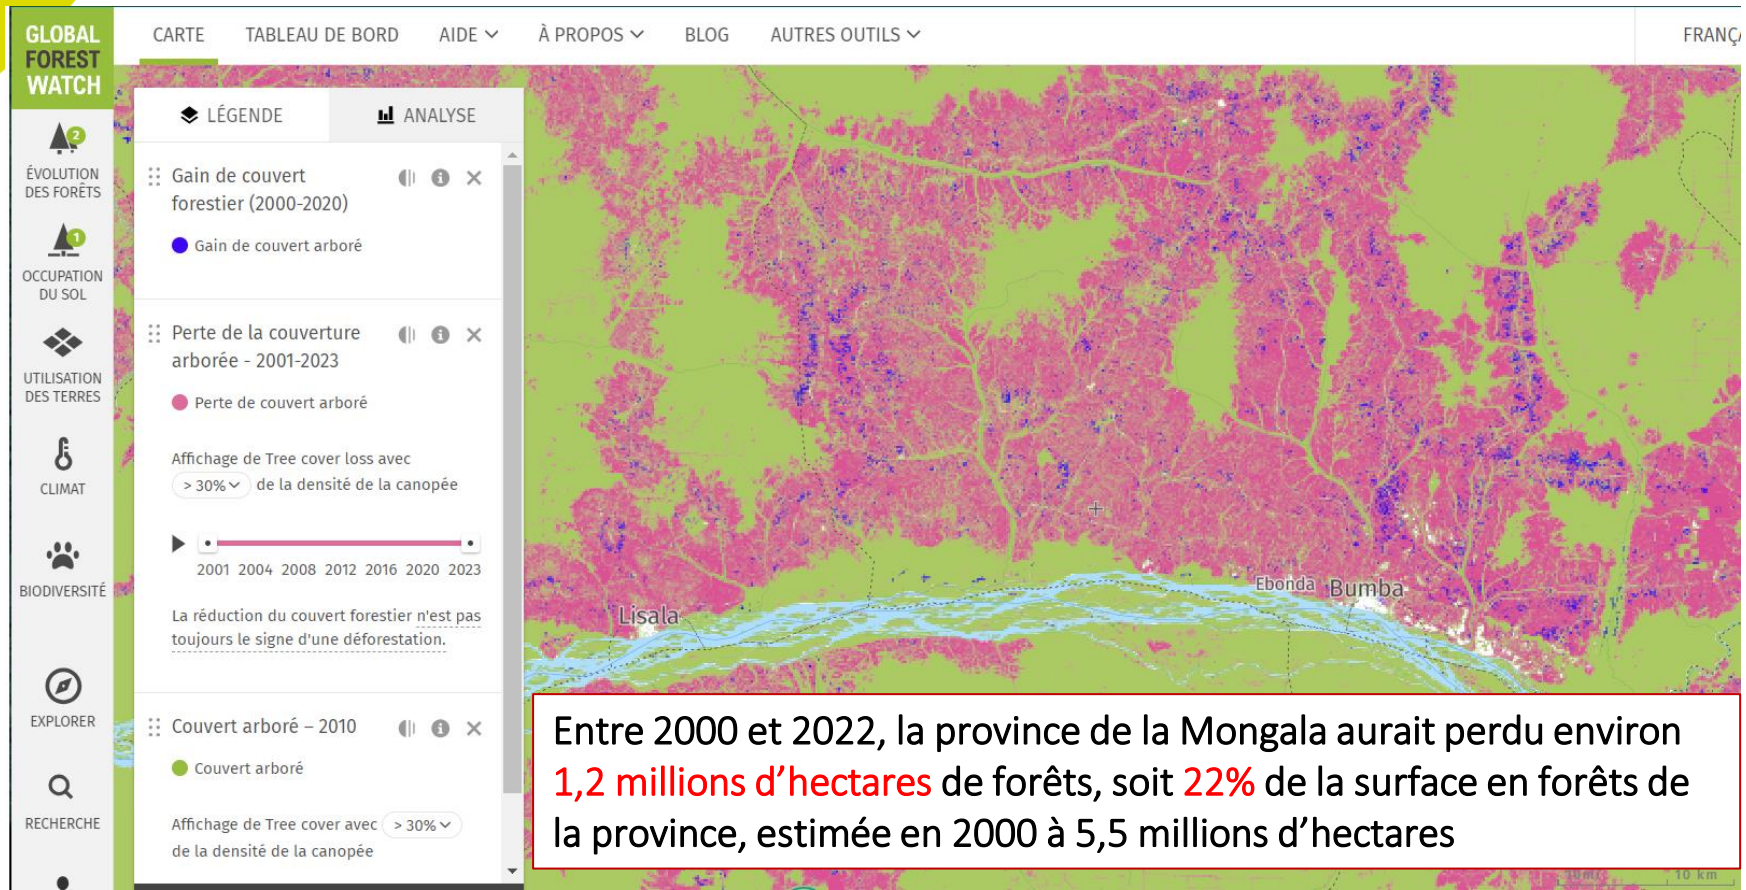 GLOBAL
FOREST
WATCH
CARTE
TABLEAU DE BORD
AIDE
À PROPOS
BLOG
AUTRES OUTILS
FRANÇA
2
ÉVOLUTION
DES FORÊTS
1
OCCUPATION
DU SOL
UTILISATION
DES TERRES
CLIMAT
BIODIVERSITÉ
EXPLORER
RECHERCHE
LÉGENDE
ANALYSE
Gain de couvert
forestier (2000-2020)
Gain de couvert arboré
Perte de la couverture
arborée - 2001-2023
Perte de couvert arboré
Affichage de Tree cover loss avec
> 30% de la densité de la canopée
2001 2004 2008 2012 2016 2020 2023
La réduction du couvert forestier n'est pas
toujours le signe d'une déforestation.
Couvert arboré – 2010
Couvert arboré
Affichage de Tree cover avec > 30%
de la densité de la canopée
Lisala
Ebonda
Bumba
Entre 2000 et 2022, la province de la Mongala aurait perdu environ
1,2 millions d’hectares de forêts, soit 22% de la surface en forêts de
la province, estimée en 2000 à 5,5 millions d’hectares
10 km